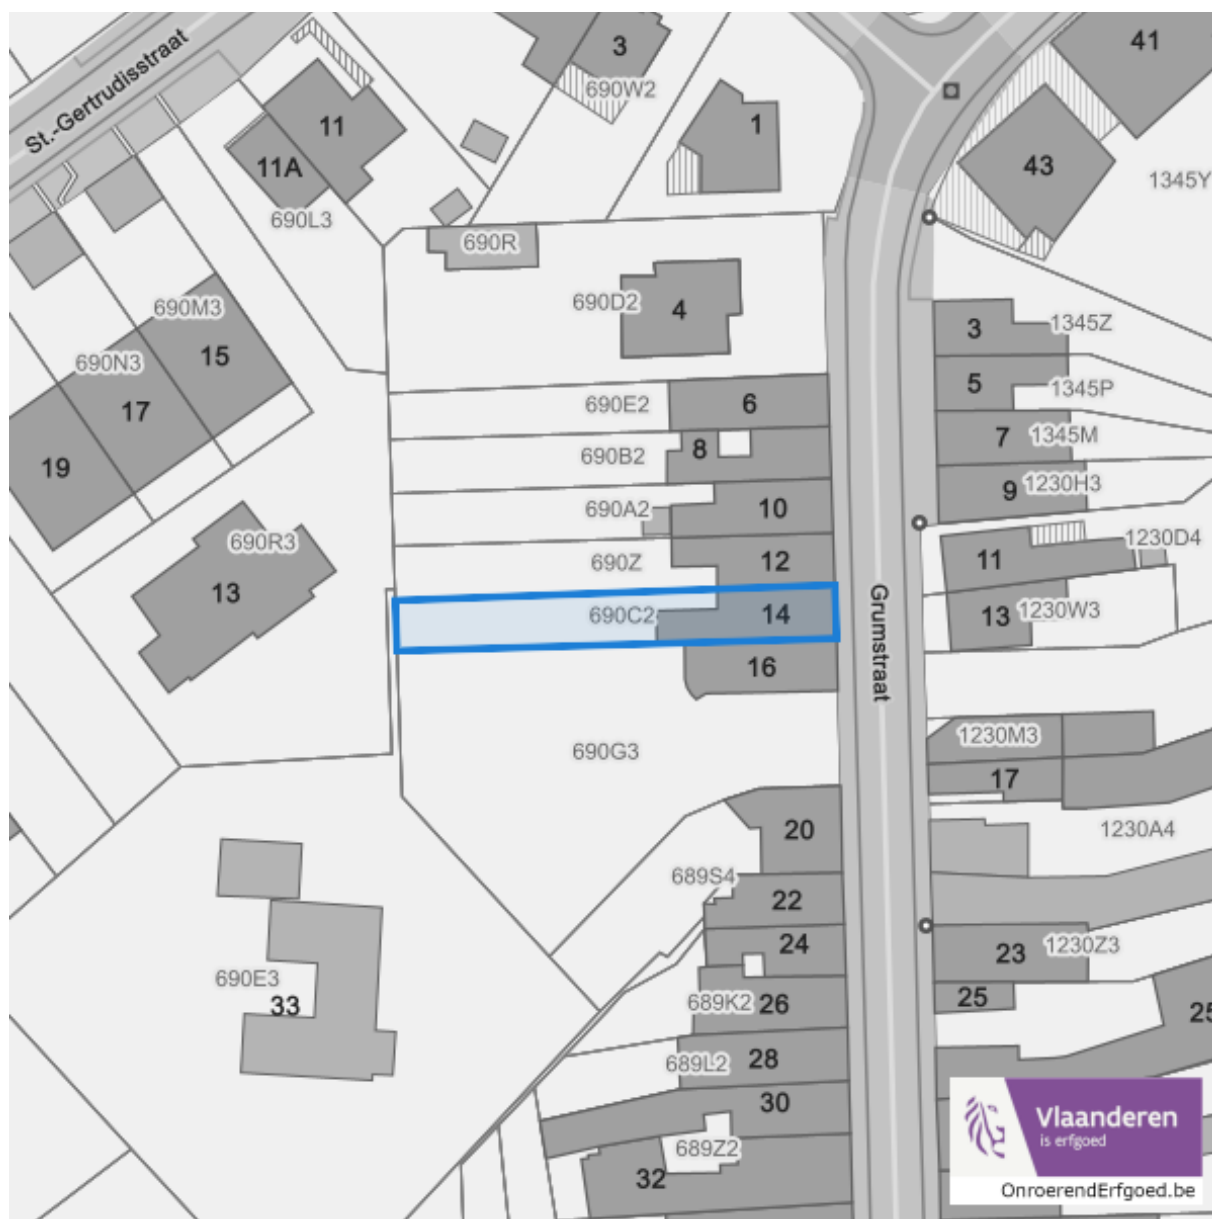 St.-Gertrudisstraat
3
690W2
41
1
11
11A
690L3
43
1345Y
690R
690M3
690D2
4
3
1345Z
690N3
15
17
5
1345P
690E2
6
7
1345M
19
690B2
8
9
1230H3
690A2
10
690R3
13
690Z
12
11
1230D4
690C2
14
13
1230W3
Grumstraat
16
690G3
1230M3
17
20
1230A4
689S4
22
24
23
1230Z3
690E3
33
689K2
26
25
25
689L2
28
30
689Z2
32
Vlaanderen
is erfgoed
OnroerendErfgoed.be